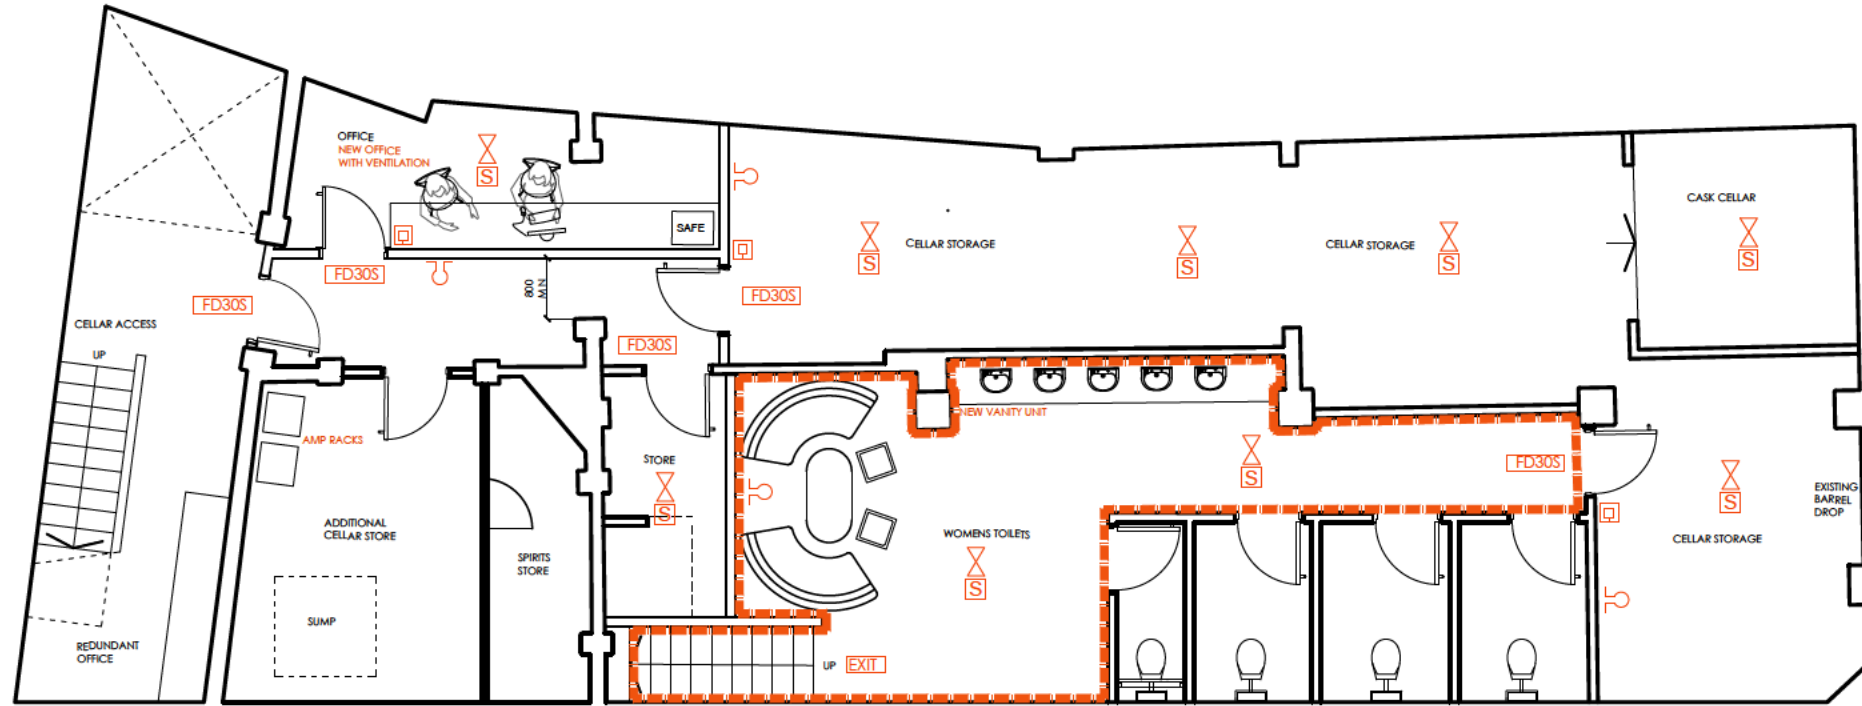 OFFICE
NEW OFFICE
WITH VENTILATION
S
SAFE
FD30S
FD30S
800
FD30S
FD30S
CELLAR ACCESS
UP
CELLAR STORAGE
S
S
CELLAR STORAGE
S
CASK CELLAR
S
AMP RACKS
ADDITIONAL
CELLAR STORE
SUMP
SPIRITS
STORE
STORE
S
REDUNDANT
OFFICE
NEW VANITY UNIT
S
FD30S
WOMENS TOILETS
S
UP
EXIT
S
EXISTING
BARREL
DROP
CELLAR STORAGE